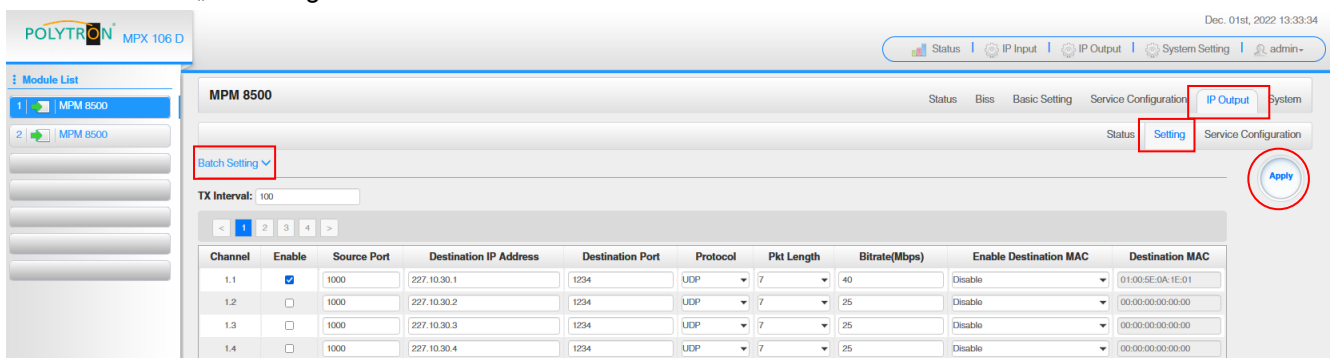 Dec. 01st, 2022 13:33:34
POLYTRON MPX 106 D
Status IP Input IP Output System Setting admin
Module List
1 MPM 8500
2 MPM 8500
MPM 8500
Status Biss Basic Setting Service Configuration IP Output System
Status Setting Service Configuration
Batch Setting
Apply
TX Interval: 100
< 1 2 3 4 >
Channel Enable Source Port Destination IP Address Destination Port Protocol Pkt Length Bitrate(Mbps) Enable Destination MAC Destination MAC
1.1 1000 227.10.30.1 1234 UDP 7 40 Disable 01:00:5E:0A:1E:01
1.2 1000 227.10.30.2 1234 UDP 7 25 Disable 00:00:00:00:00:00
1.3 1000 227.10.30.3 1234 UDP 7 25 Disable 00:00:00:00:00:00
1.4 1000 227.10.30.4 1234 UDP 7 25 Disable 00:00:00:00:00:00